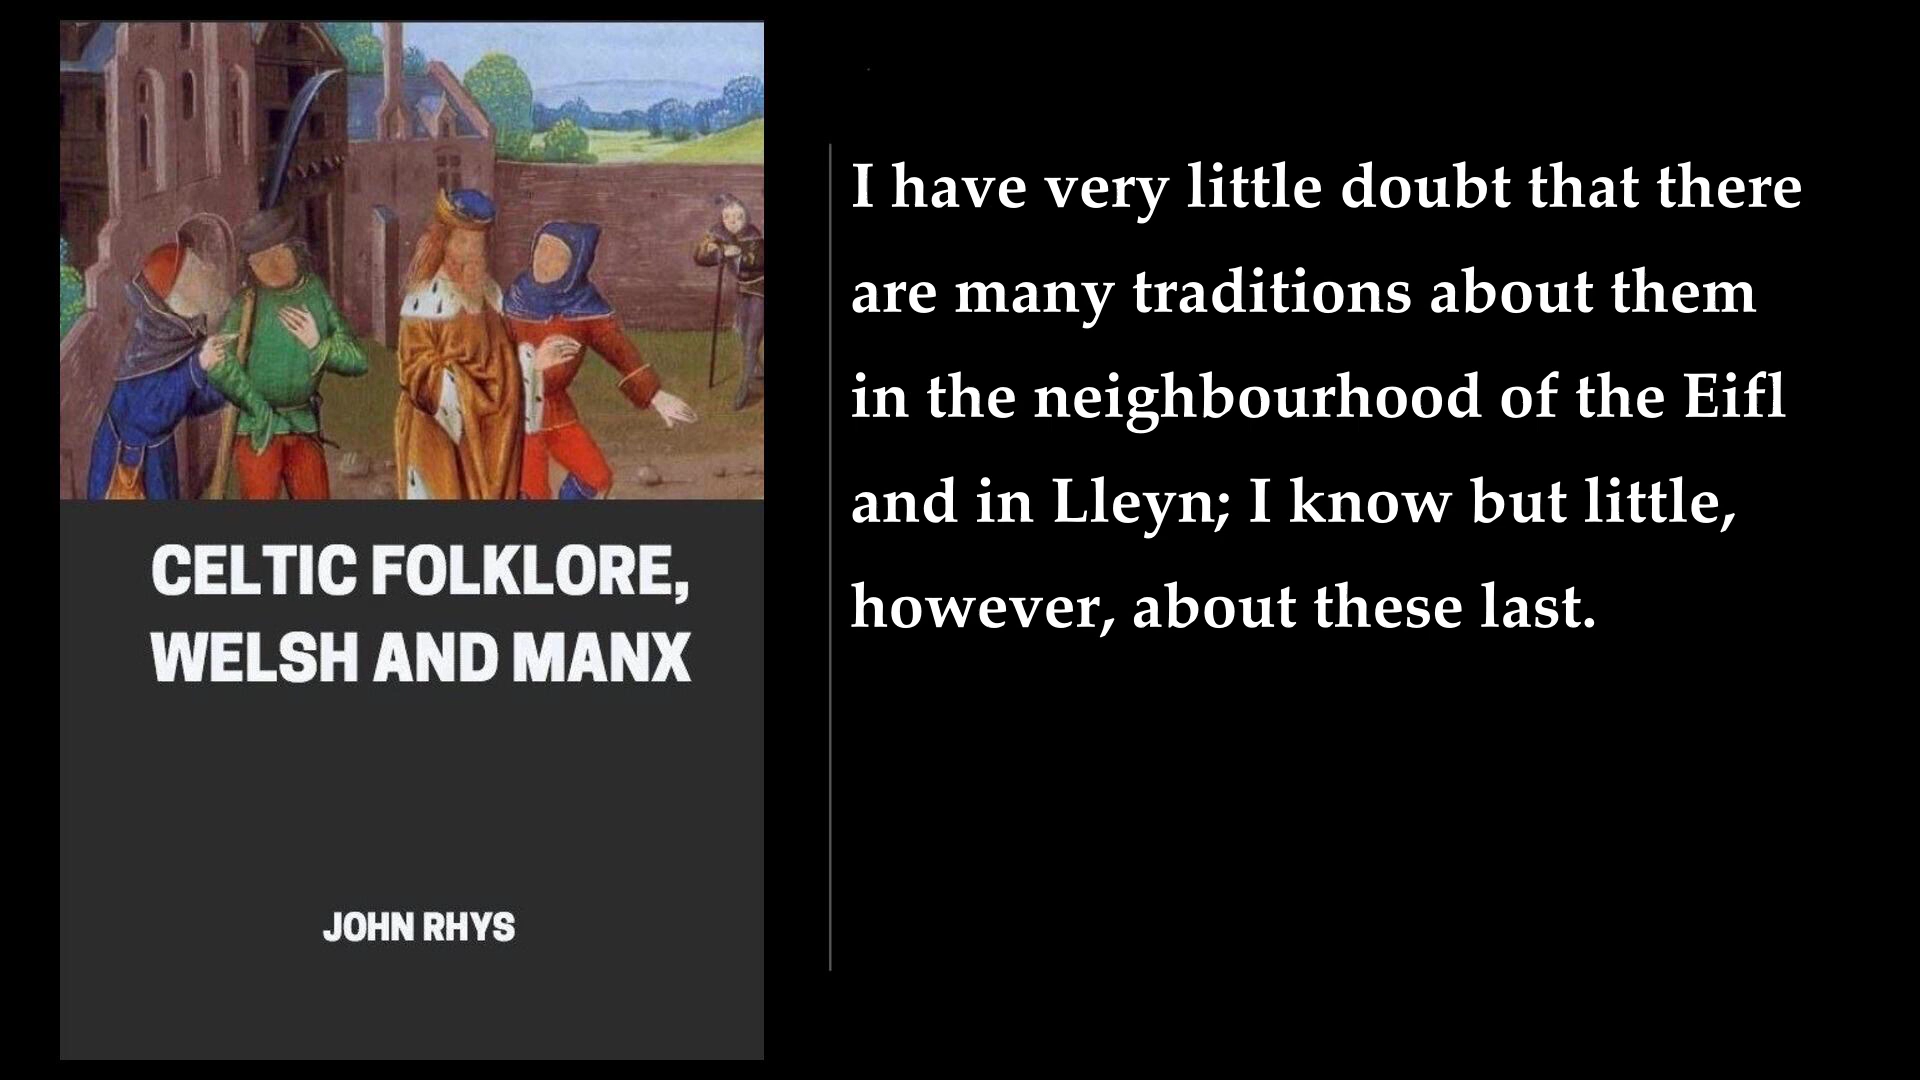 CELTIC FOLKLORE,
WELSH AND MANX
JOHN RHYS
I have very little doubt that there
are many traditions about them
in the neighbourhood of the Eifl
and in Lleyn; I know but little,
however, about these last.